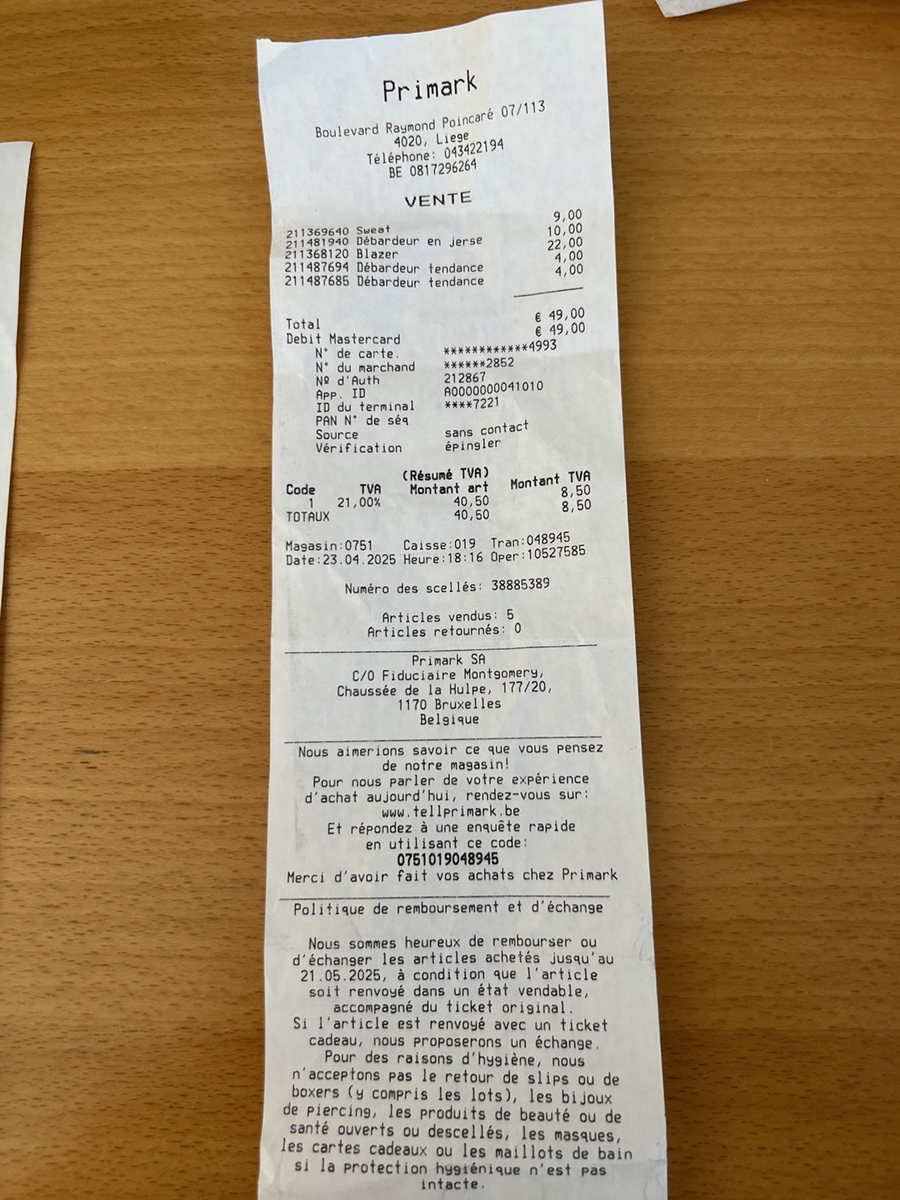 Primark
Boulevard Raymond Poincaré 07/113
4020, Liege
Téléphone: 043422194
BE 0817296264
VENTE
211369640 Sweat 9,00
211481940 Débardeur en jerse 10,00
211368120 Blazer 22,00
211487694 Débardeur tendance 4,00
211487685 Débardeur tendance 4,00
Total € 49,00
Debit Mastercard € 49,00
N° de carte. ************4993
N° du marchand ******2852
Nº d'Auth 212867
App. ID A0000000041010
ID du terminal ****7221
PAN N° de séq
Source sans contact
Vérification épingler
(Résumé TVA)
Code TVA Montant art Montant TVA
1 21,00% 40,50 8,50
TOTAUX 40,50 8,50
Magasin:0751 Caisse:019 Tran:048945
Date:23.04.2025 Heure:18:16 Oper:10527585
Numéro des scellés: 38885389
Articles vendus: 5
Articles retournés: 0
Primark SA
C/O Fiduciaire Montgomery,
Chaussée de la Hulpe, 177/20,
1170 Bruxelles
Belgique
Nous aimerions savoir ce que vous pensez
de notre magasin!
Pour nous parler de votre expérience
d'achat aujourd'hui, rendez-vous sur:
www.tellprimark.be
Et répondez à une enquête rapide
en utilisant ce code:
0751019048945
Merci d'avoir fait vos achats chez Primark
Politique de remboursement et d'échange
Nous sommes heureux de rembourser ou
d'échanger les articles achetés jusqu'au
21.05.2025, à condition que l'article
soit renvoyé dans un état vendable,
accompagné du ticket original.
Si l'article est renvoyé avec un ticket
cadeau, nous proposerons un échange.
Pour des raisons d'hygiène, nous
n'acceptons pas le retour de slips ou de
boxers (y compris les lots), les bijoux
de piercing, les produits de beauté ou de
santé ouverts ou descellés, les masques,
les cartes cadeaux ou les maillots de bain
si la protection hygiénique n'est pas
intacte.